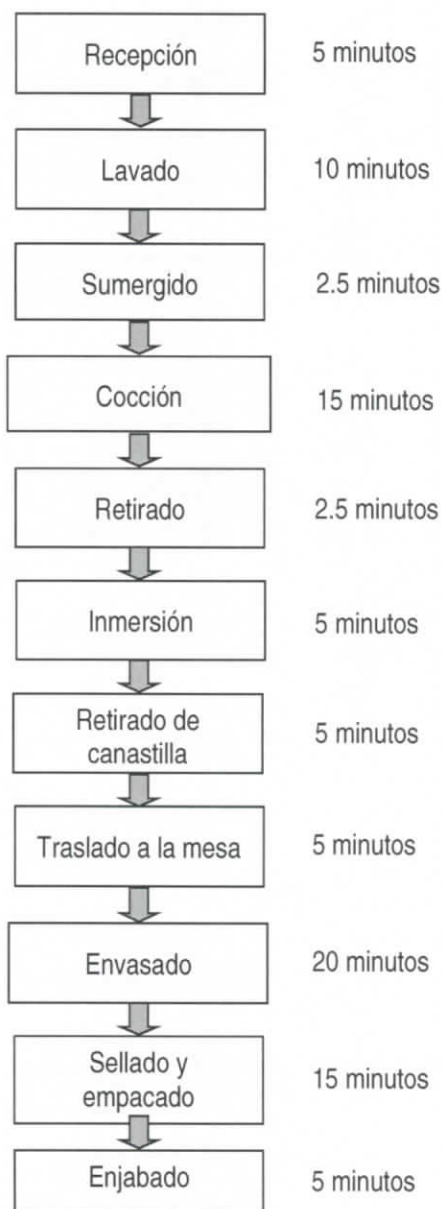 Recepción 5 minutos
Lavado 10 minutos
Sumergido 2.5 minutos
Cocción 15 minutos
Retirado 2.5 minutos
Inmersión 5 minutos
Retirado de
canastilla 5 minutos
Traslado a la mesa 5 minutos
Envasado 20 minutos
Sellado y
empacado 15 minutos
Enjabado 5 minutos